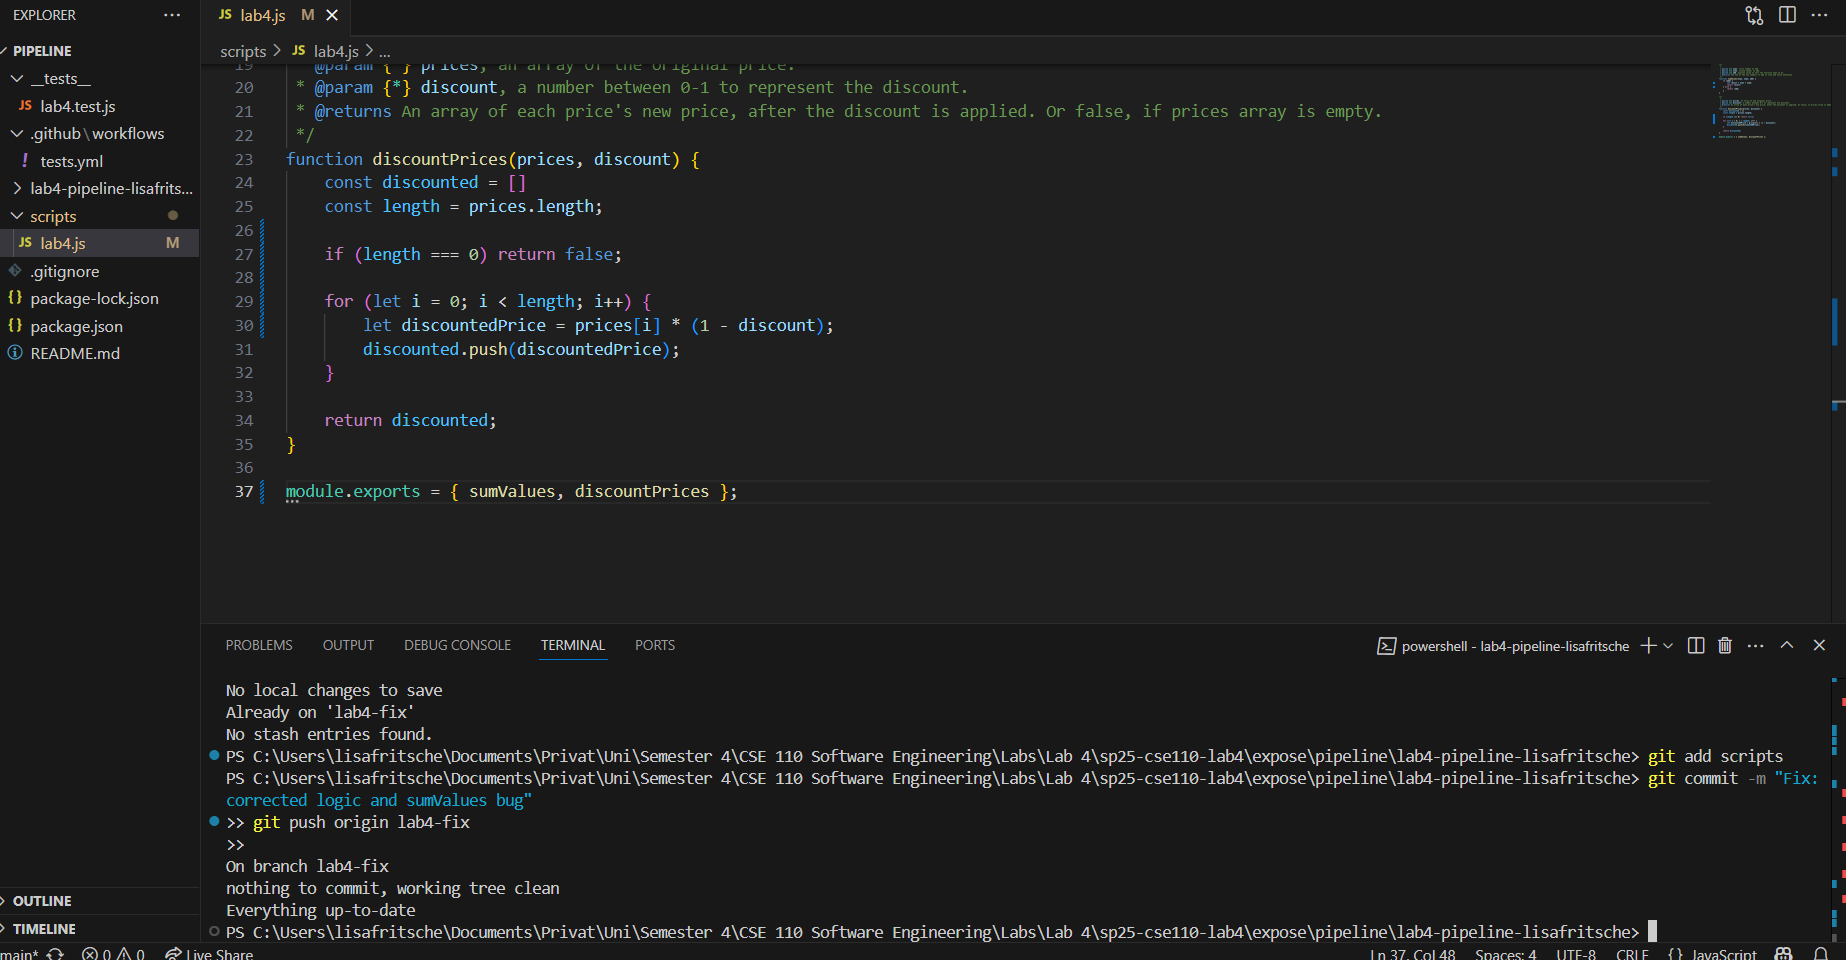 EXPLORER
JS lab4.js M
PIPELINE
__tests__
JS lab4.test.js
.github\workflows
! tests.yml
lab4-pipeline-lisafrits...
scripts
JS lab4.js M
.gitignore
{} package-lock.json
{} package.json
README.md
OUTLINE
TIMELINE
scripts > JS lab4.js > ...
19 @param {*} prices, an array of the original price.
20 * @param {*} discount, a number between 0-1 to represent the discount.
21 * @returns An array of each price's new price, after the discount is applied. Or false, if prices array is empty.
22 */
23 function discountPrices(prices, discount) {
24 const discounted = []
25 const length = prices.length;
26
27 if (length === 0) return false;
28
29 for (let i = 0; i < length; i++) {
30 let discountedPrice = prices[i] * (1 - discount);
31 discounted.push(discountedPrice);
32 }
33
34 return discounted;
35 }
36
37 module.exports = { sumValues, discountPrices };
PROBLEMS OUTPUT DEBUG CONSOLE TERMINAL PORTS
powershell - lab4-pipeline-lisafritsche
No local changes to save
Already on 'lab4-fix'
No stash entries found.
PS C:\Users\lisafritsche\Documents\Privat\Uni\Semester 4\CSE 110 Software Engineering\Labs\Lab 4\sp25-cse110-lab4\expose\pipeline\lab4-pipeline-lisafritsche> git add scripts
PS C:\Users\lisafritsche\Documents\Privat\Uni\Semester 4\CSE 110 Software Engineering\Labs\Lab 4\sp25-cse110-lab4\expose\pipeline\lab4-pipeline-lisafritsche> git commit -m "Fix:
corrected logic and sumValues bug"
>> git push origin lab4-fix
>>
On branch lab4-fix
nothing to commit, working tree clean
Everything up-to-date
PS C:\Users\lisafritsche\Documents\Privat\Uni\Semester 4\CSE 110 Software Engineering\Labs\Lab 4\sp25-cse110-lab4\expose\pipeline\lab4-pipeline-lisafritsche>
main* 0 0 Live Share Ln 37, Col 48 Spaces: 4 UTF-8 CRLF {} JavaScript